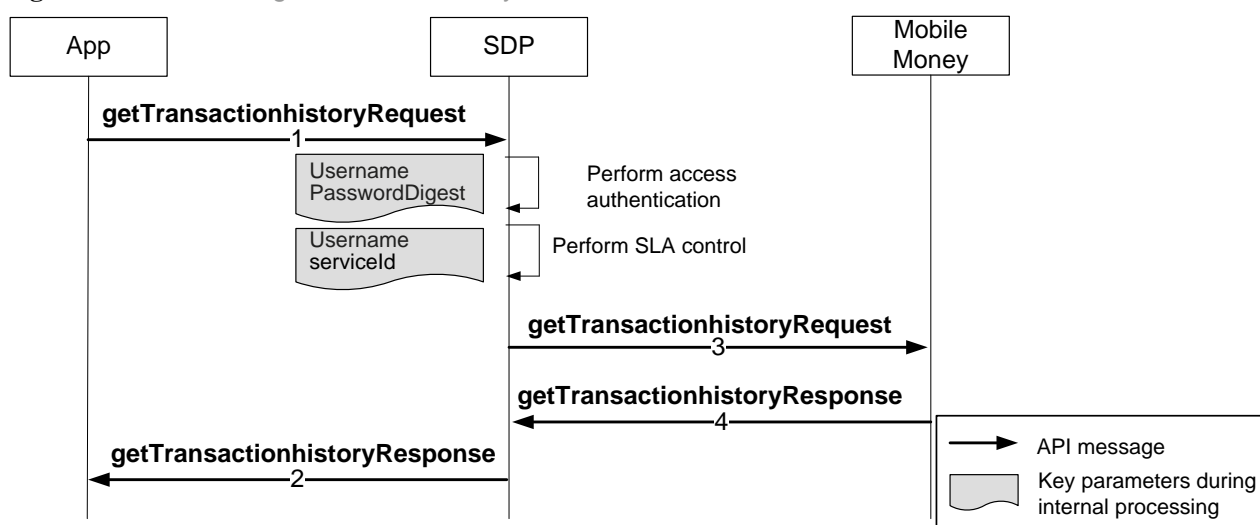 App
SDP
Mobile
Money
getTransactionhistoryRequest
1
Username
PasswordDigest
Perform access
authentication
Username
serviceId
Perform SLA control
getTransactionhistoryRequest
3
getTransactionhistoryResponse
4
getTransactionhistoryResponse
2
API message
Key parameters during
internal processing